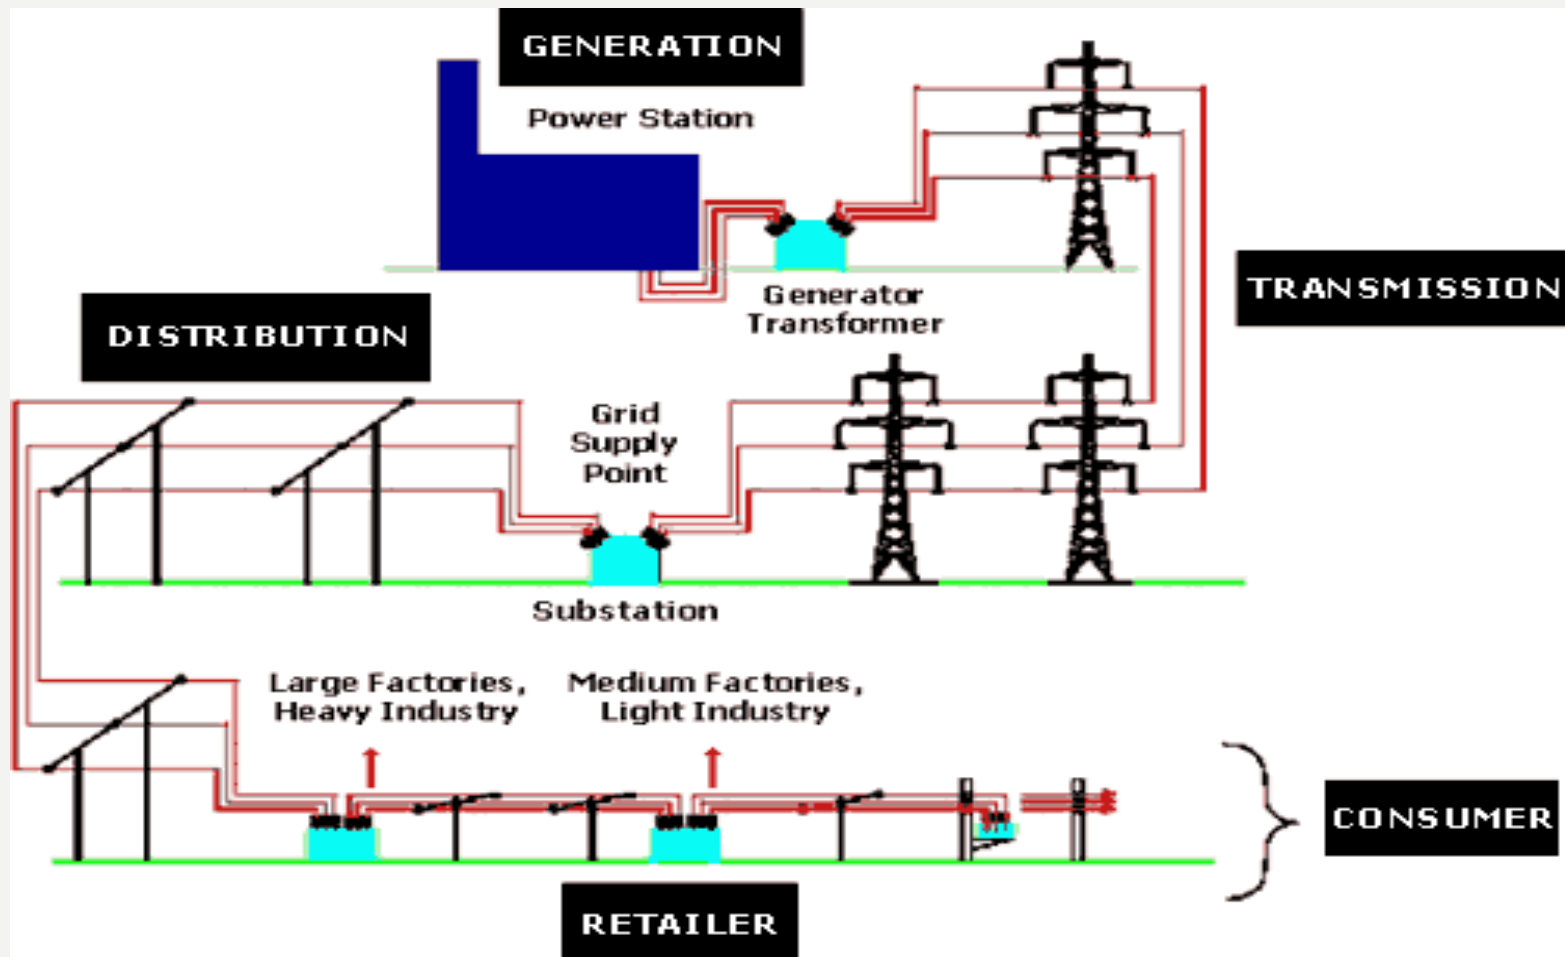 GENERATION
Power Station
Generator
Transformer
TRANSMISSION
DISTRIBUTION
Grid
Supply
Point
Substation
Large Factories,
Heavy Industry
Medium Factories,
Light Industry
CONSUMER
RETAILER